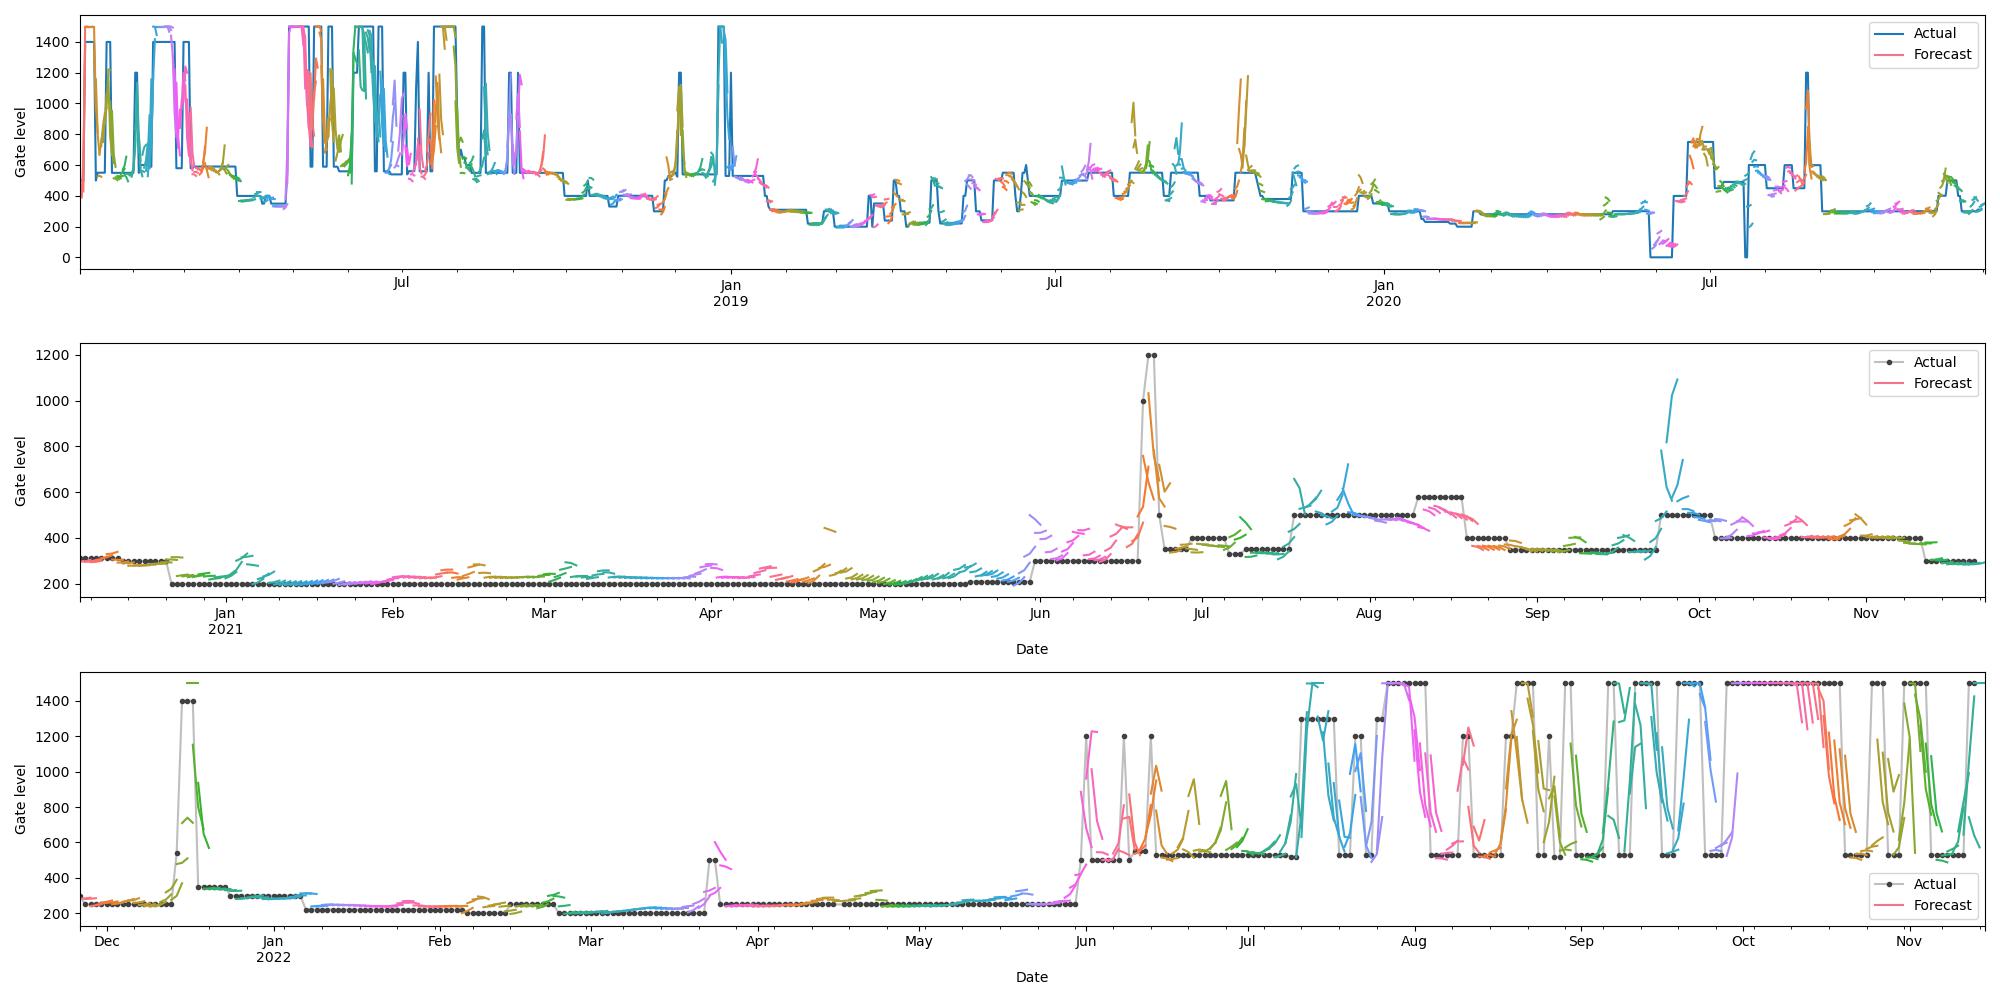 Gate level
1400
1200
1000
800
600
400
200
0
Actual
Forecast
Jul
Jan
2019
Jul
Jan
2020
Jul
Gate level
1200
1000
800
600
400
200
Actual
Forecast
Jan
2021
Feb
Mar
Apr
May
Jun
Jul
Aug
Sep
Oct
Nov
Date
Gate level
1400
1200
1000
800
600
400
200
Actual
Forecast
Dec
Jan
2022
Feb
Mar
Apr
May
Jun
Jul
Aug
Sep
Oct
Nov
Date